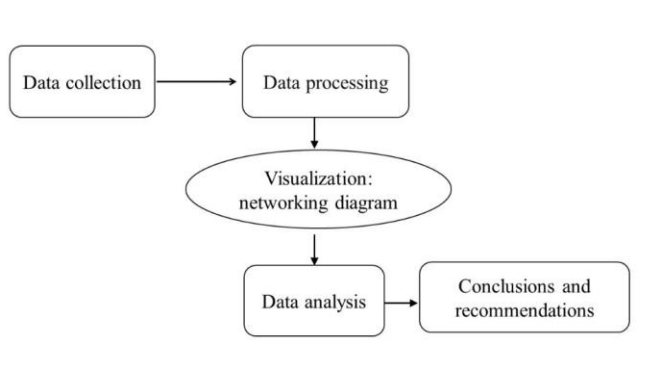 Data collection
Data processing
Visualization:
networking diagram
Data analysis
Conclusions and
recommendations